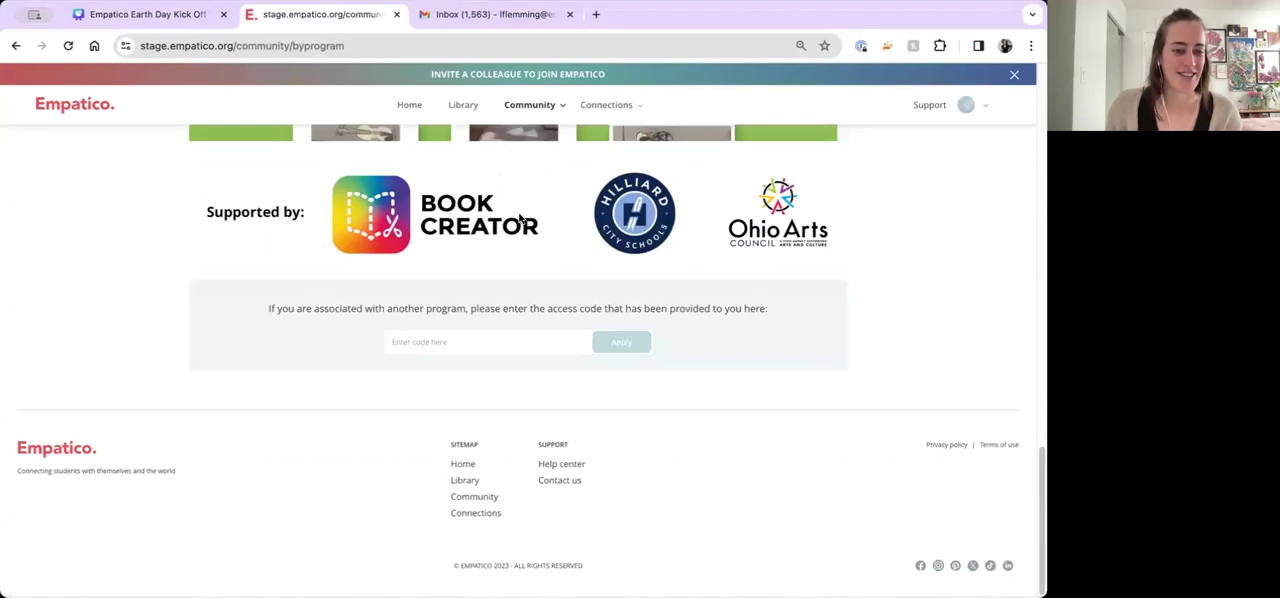 Empatico Earth Day Kick Off
stage.empatico.org/commun
Inbox (1,563) - lflemming@e
stage.empatico.org/community/byprogram
INVITE A COLLEAGUE TO JOIN EMPATICO
Empatico.
Home
Library
Community
Connections
Support
Supported by:
BOOK
CREATOR
HILLIARD
H
CITY SCHOOLS
Ohio Arts
COUNCIL
If you are associated with another program, please enter the access code that has been provided to you here:
Enter code here
Apply
Empatico.
Connecting students with themselves and the world
SITEMAP
Home
Library
Community
Connections
SUPPORT
Help center
Contact us
Privacy policy | Terms of use
© EMPATICO 2023 - ALL RIGHTS RESERVED